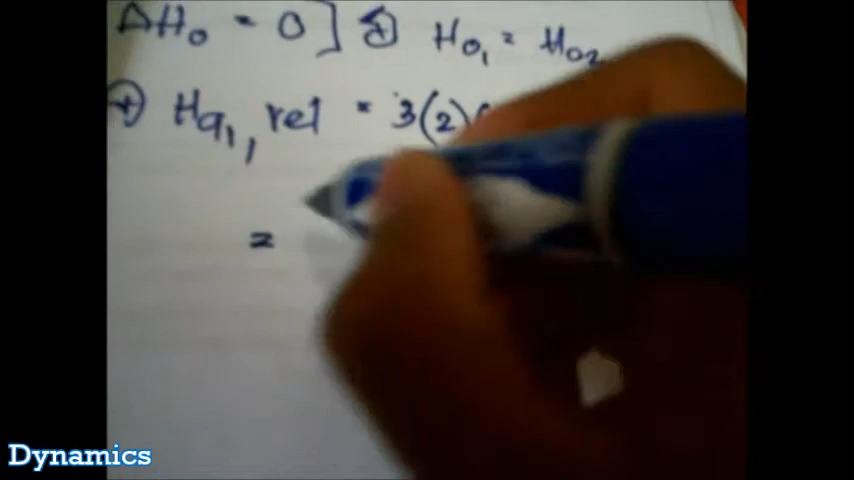 ΔH₀ = 0] ⊕ H₀₁ = H₀₂
⊕ Hq₁, rel = 3(2)
=
Dynamics